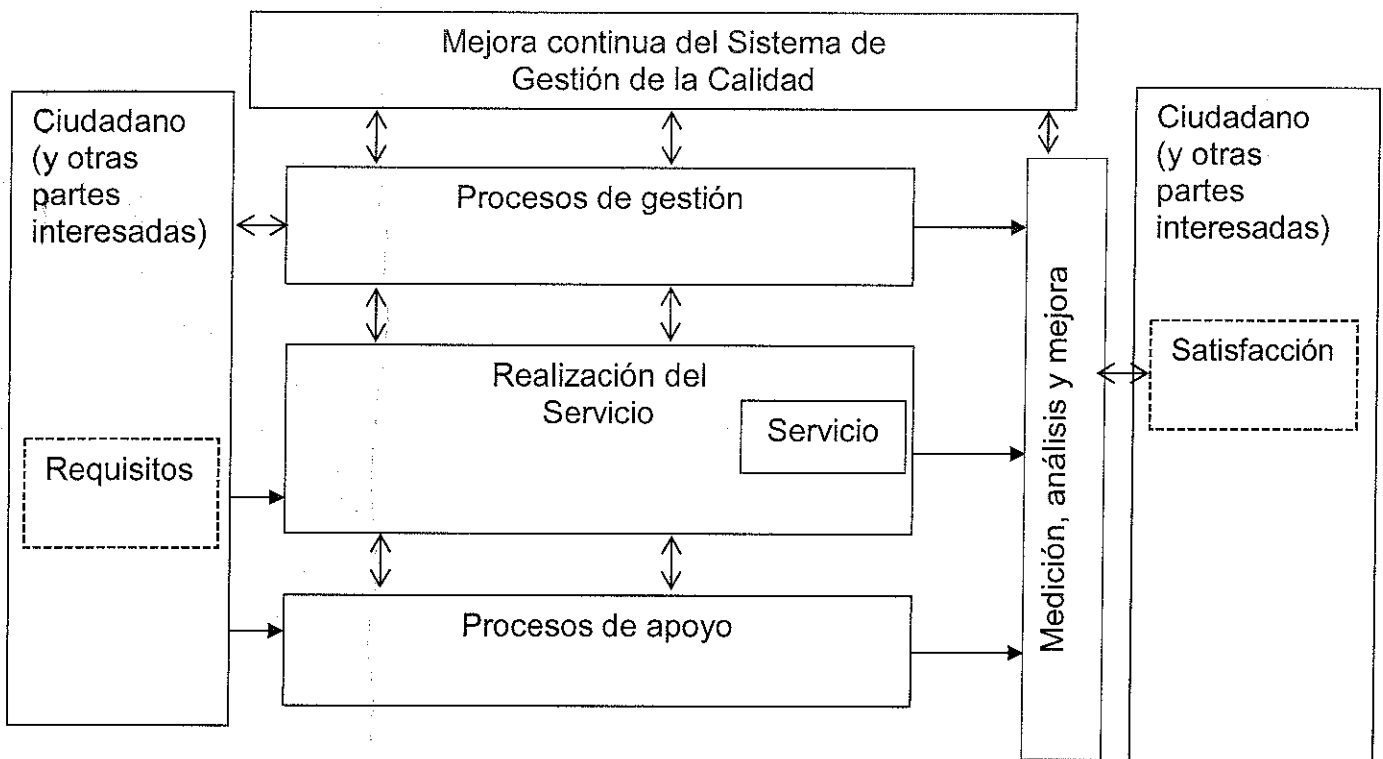 Mejora continua del Sistema de
Gestión de la Calidad
Ciudadano
(y otras
partes
interesadas)
Requisitos
Procesos de gestión
Realización del
Servicio
Servicio
Procesos de apoyo
Medición, análisis y mejora
Ciudadano
(y otras
partes
interesadas)
Satisfacción